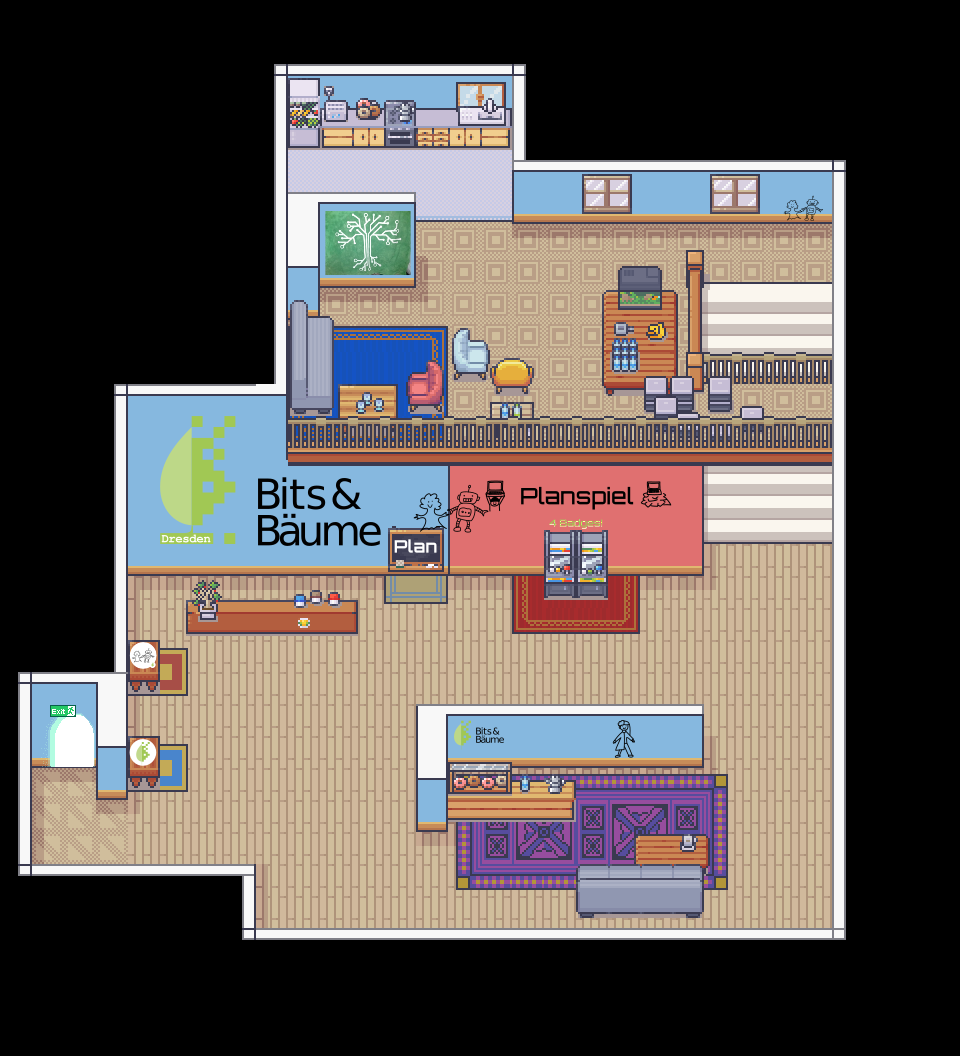 Bits &
Bäume
Dresden
Plan
Planspiel
4 Badges!
Exit
Bits &
Bäume